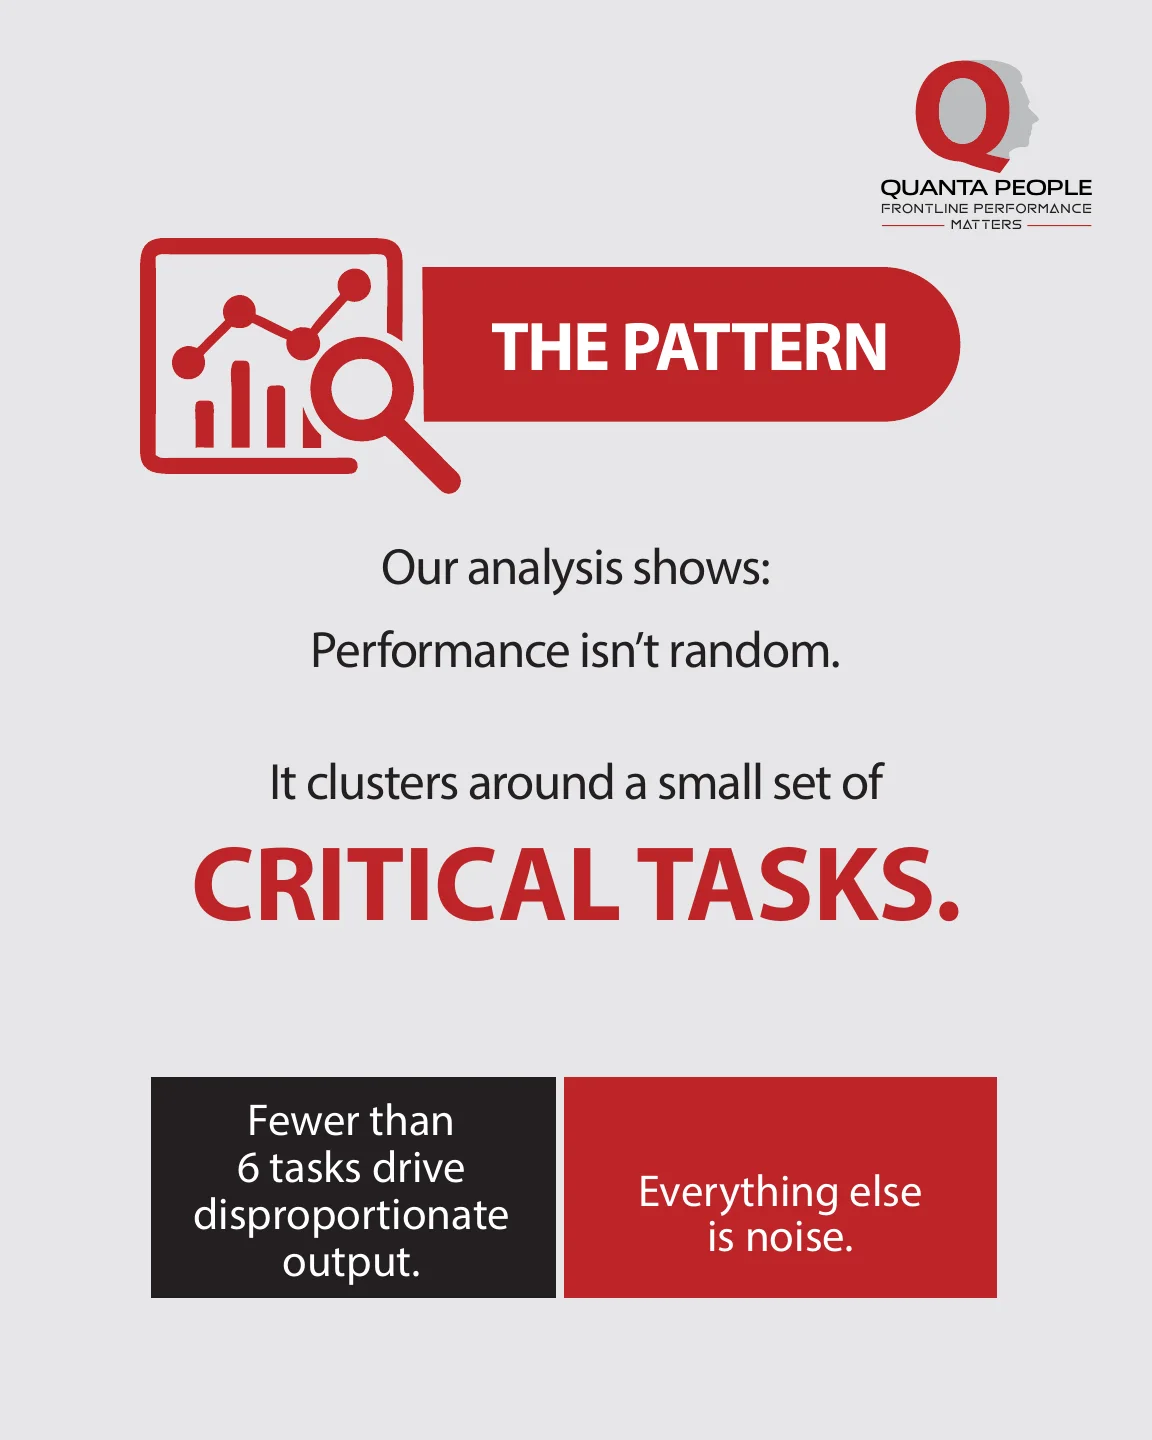 QUANTA PEOPLE
FRONTLINE PERFORMANCE
MATTERS
THE PATTERN
Our analysis shows:
Performance isn’t random.
It clusters around a small set of
CRITICAL TASKS.
Fewer than
6 tasks drive
disproportionate
output.
Everything else
is noise.